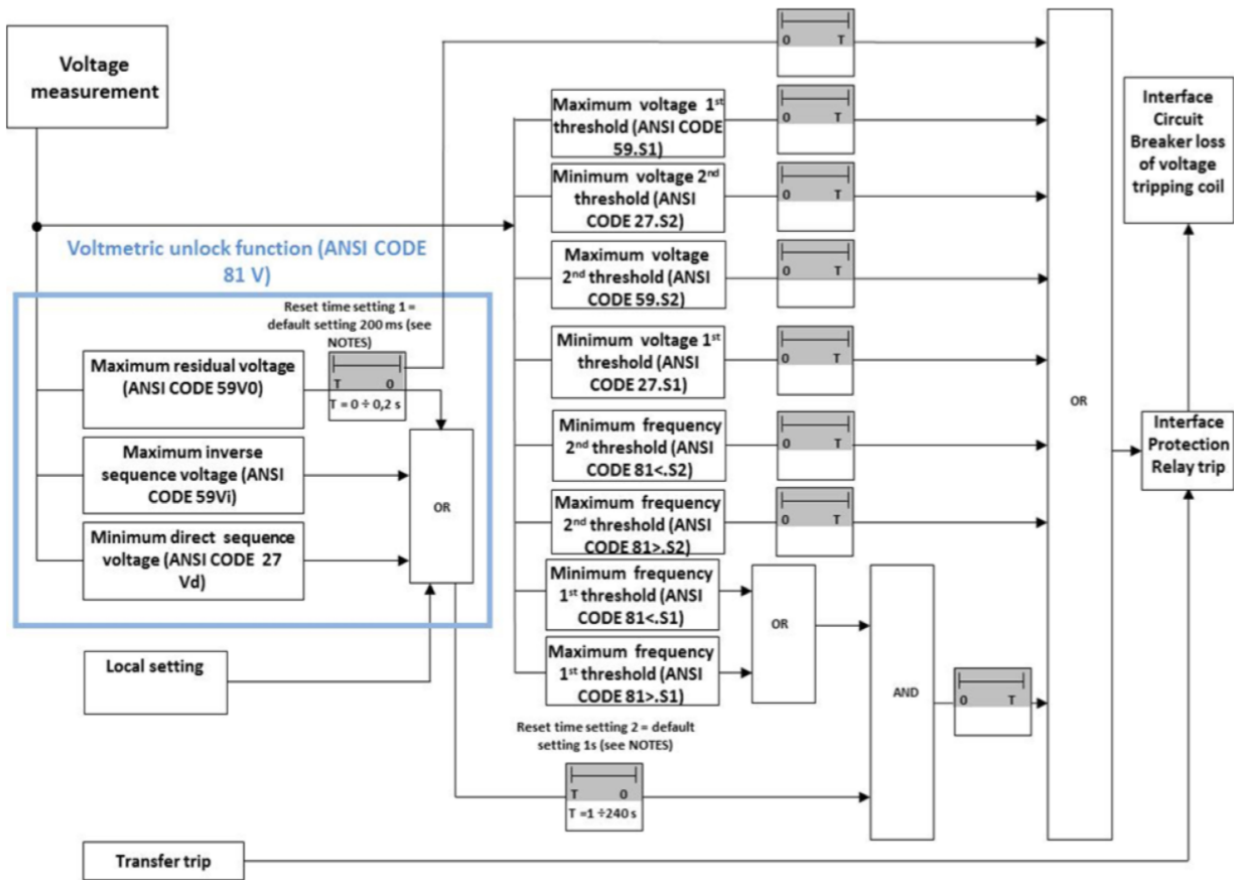 Voltage
measurement
0 T
Maximum voltage 1st
threshold (ANSI CODE
59.S1)
0 T
Minimum voltage 2nd
threshold (ANSI
CODE 27.S2)
0 T
Voltmetric unlock function (ANSI CODE
81 V)
Maximum voltage
2nd threshold (ANSI
CODE 59.S2)
0 T
Reset time setting 1 =
default setting 200 ms (see
NOTES)
T 0
T = 0 ÷ 0,2 s
Maximum residual voltage
(ANSI CODE 59V0)
Minimum voltage 1st
threshold (ANSI
CODE 27.S1)
0 T
Maximum inverse
sequence voltage (ANSI
CODE 59Vi)
Minimum direct sequence
voltage (ANSI CODE 27
Vd)
OR
Minimum frequency
2nd threshold (ANSI
CODE 81<.S2)
0 T
Maximum frequency
2nd threshold (ANSI
CODE 81>.S2)
0 T
Minimum frequency
1st threshold (ANSI
CODE 81<.S1)
Maximum frequency
1st threshold (ANSI
CODE 81>.S1)
OR
AND
0 T
OR
Interface
Circuit
Breaker loss
of voltage
tripping coil
Interface
Protection
Relay trip
Local setting
Reset time setting 2 = default
setting 1s (see NOTES)
T 0
T =1 ÷240 s
Transfer trip